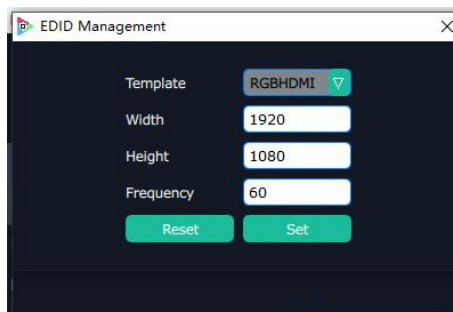 EDID Management
Template RGBHDMI
Width 1920
Height 1080
Frequency 60
Reset Set